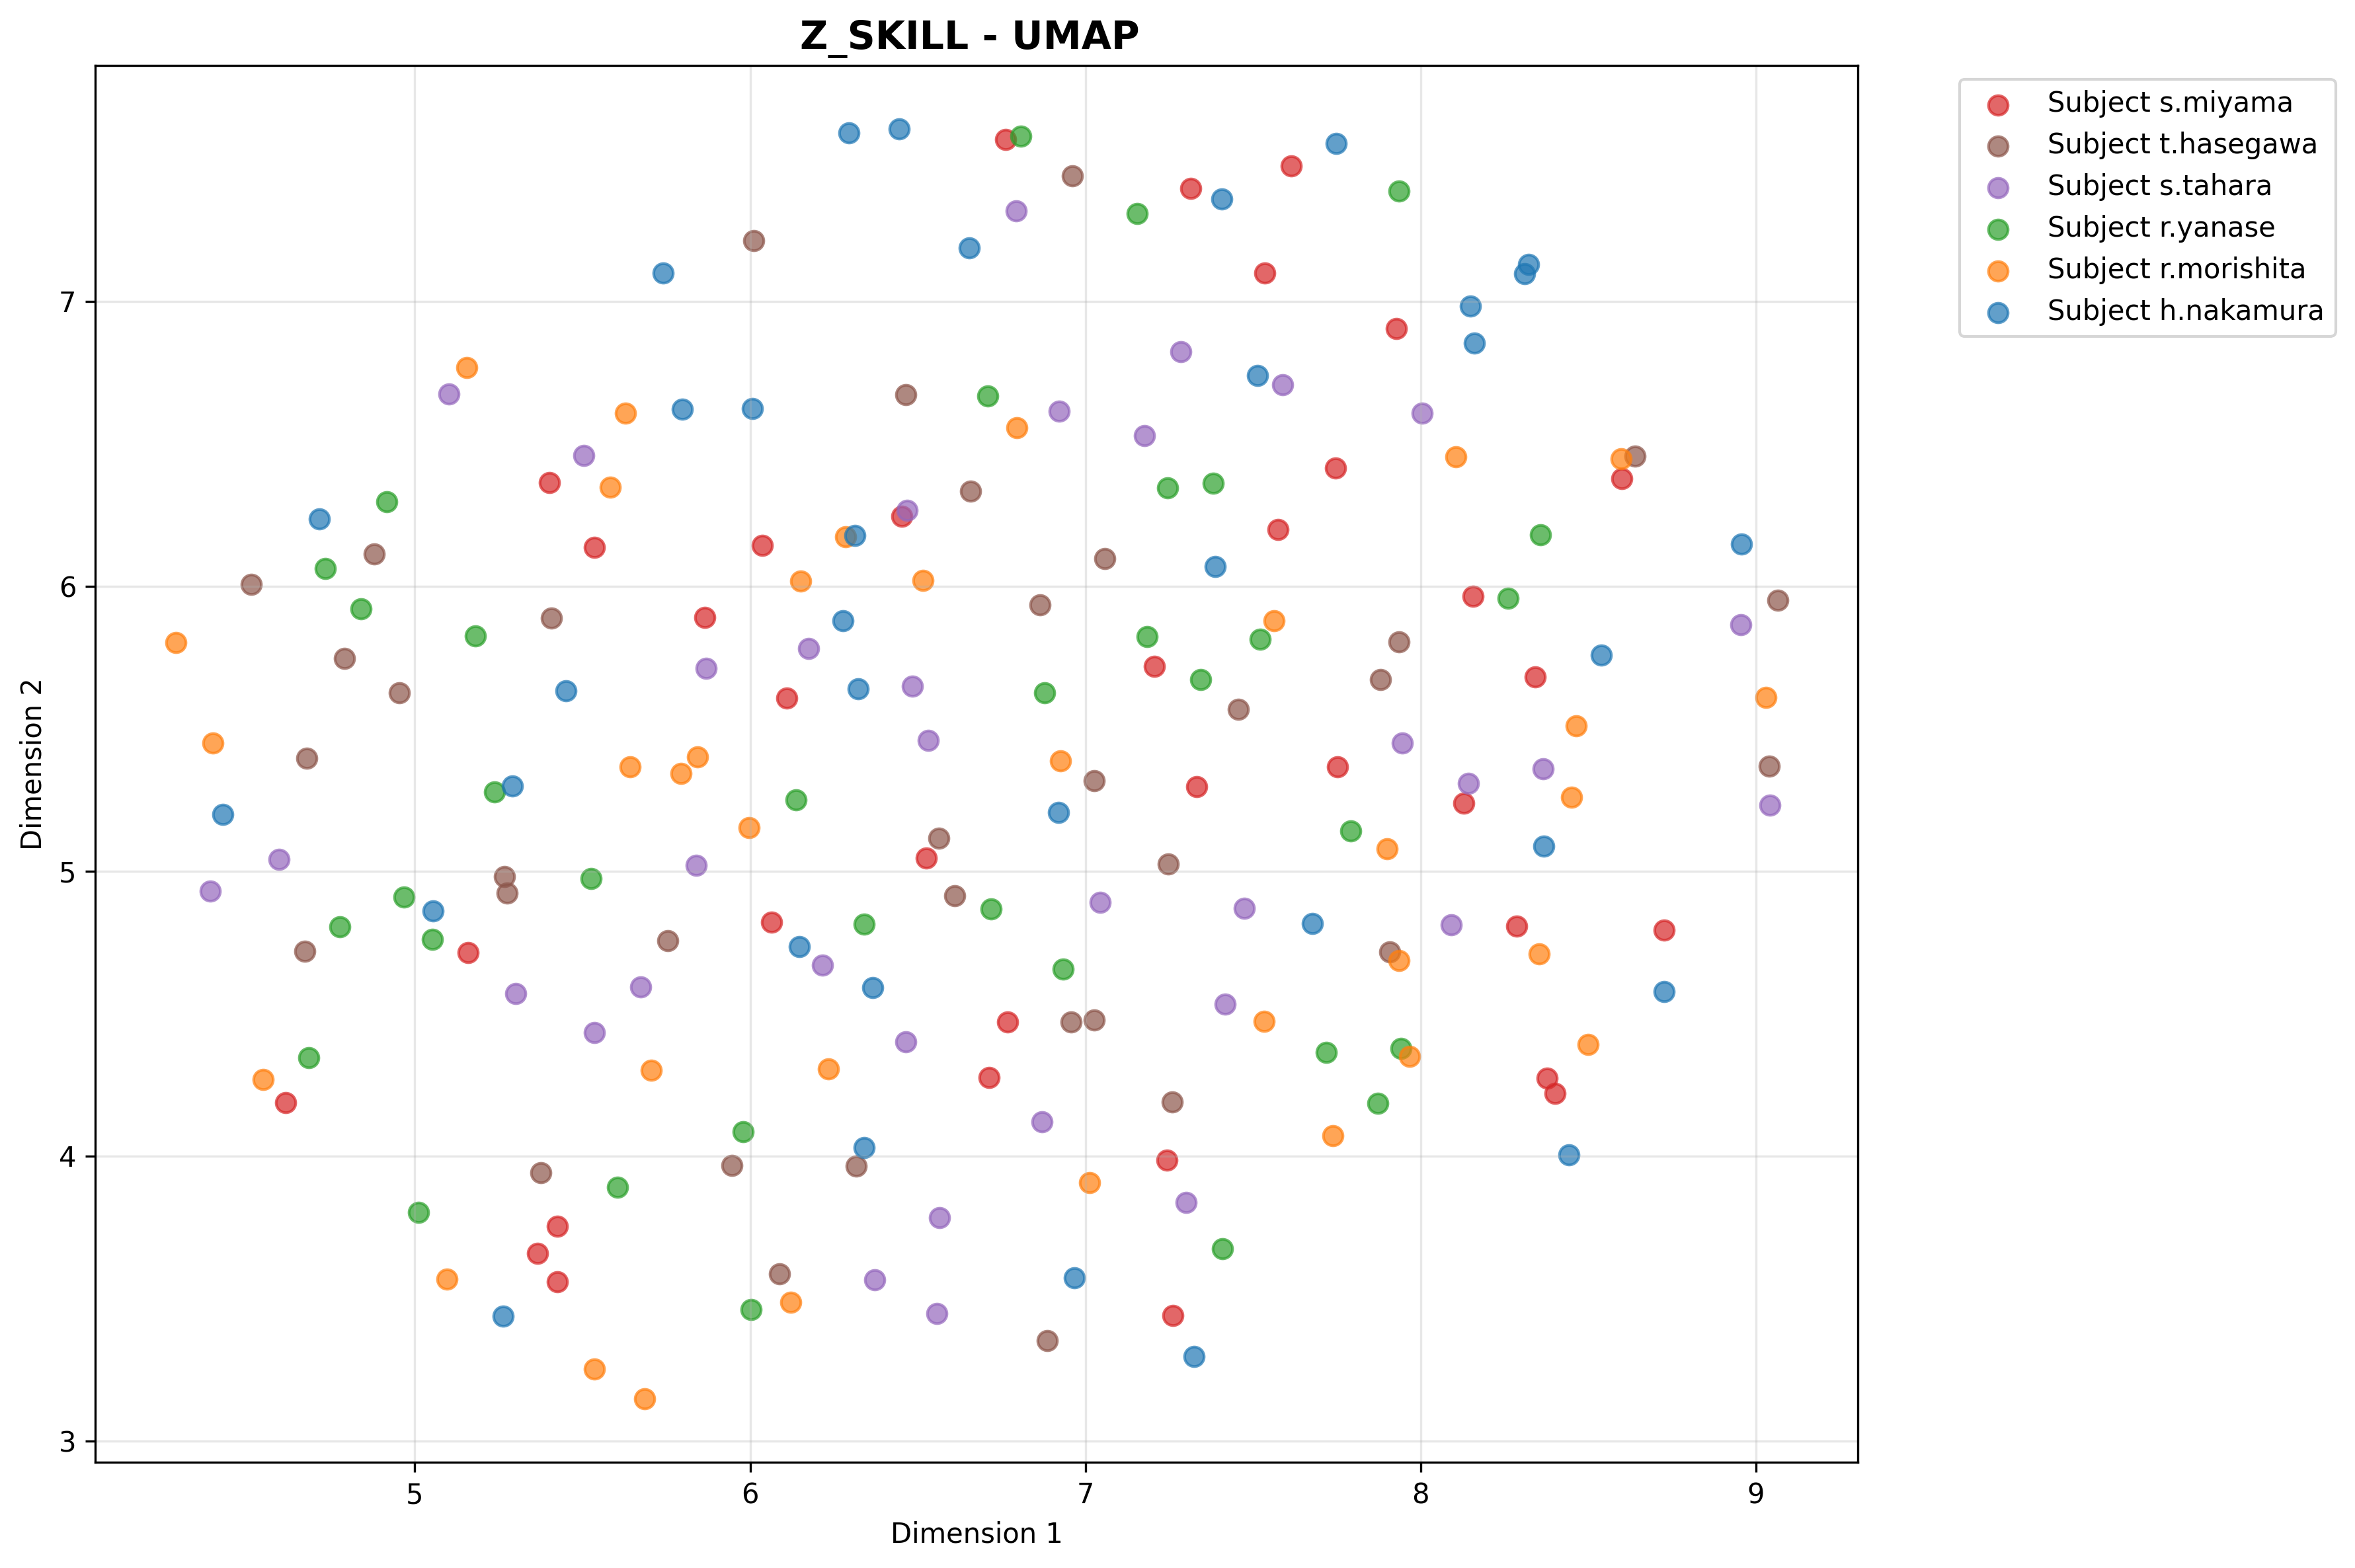 Z_SKILL - UMAP
Subject s.miyama
Subject t.hasegawa
Subject s.tahara
Subject r.yanase
Subject r.morishita
Subject h.nakamura
Dimension 2
7
6
5
4
3
5 6 7 8 9
Dimension 1